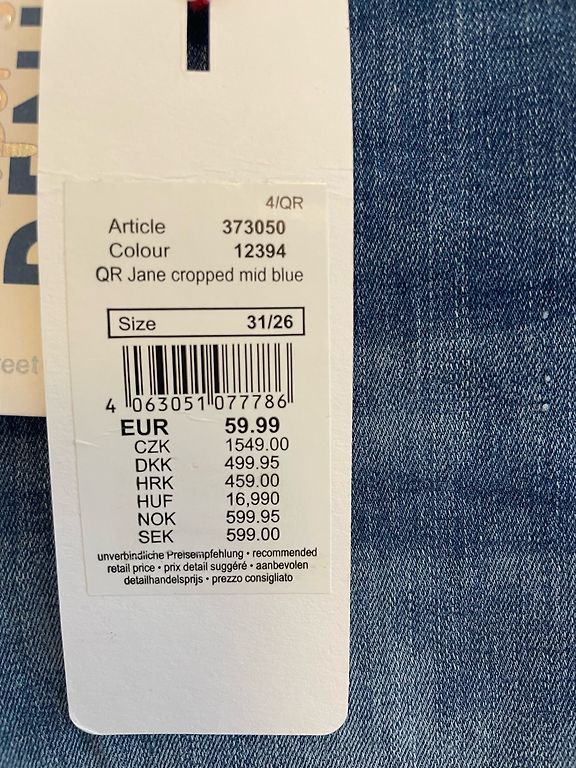 4/QR
Article 373050
Colour 12394
QR Jane cropped mid blue
Size 31/26
4 063051 077786
EUR 59.99
CZK 1549.00
DKK 499.95
HRK 459.00
HUF 16,990
NOK 599.95
SEK 599.00
unverbindliche Preisempfehlung • recommended
retail price • prix detail suggéré • aanbevolen
detailhandelsprijs • prezzo consigliato